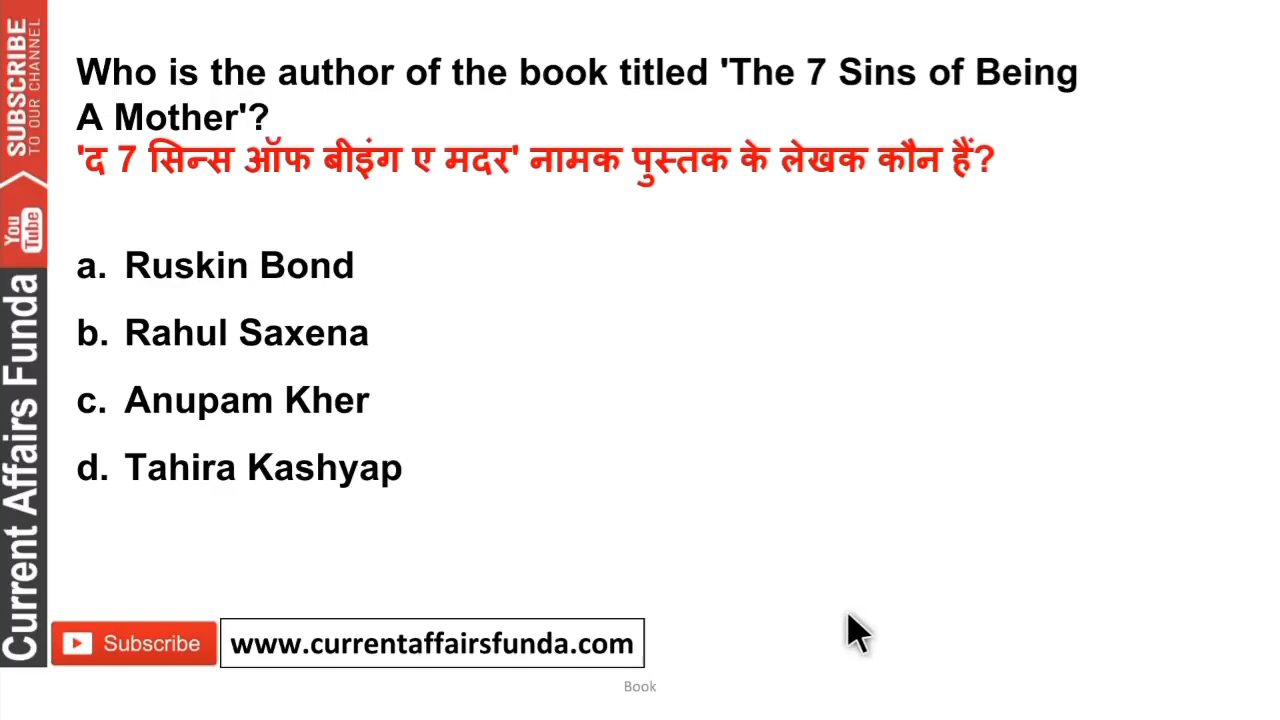 Who is the author of the book titled 'The 7 Sins of Being
A Mother'?
'द 7 सिन्स ऑफ बीइंग ए मदर' नामक पुस्तक के लेखक कौन हैं?
a. Ruskin Bond
b. Rahul Saxena
c. Anupam Kher
d. Tahira Kashyap
SUBSCRIBE
TO OUR CHANNEL
You
Tube
Current Affairs Funda
Subscribe
www.currentaffairsfunda.com
Book